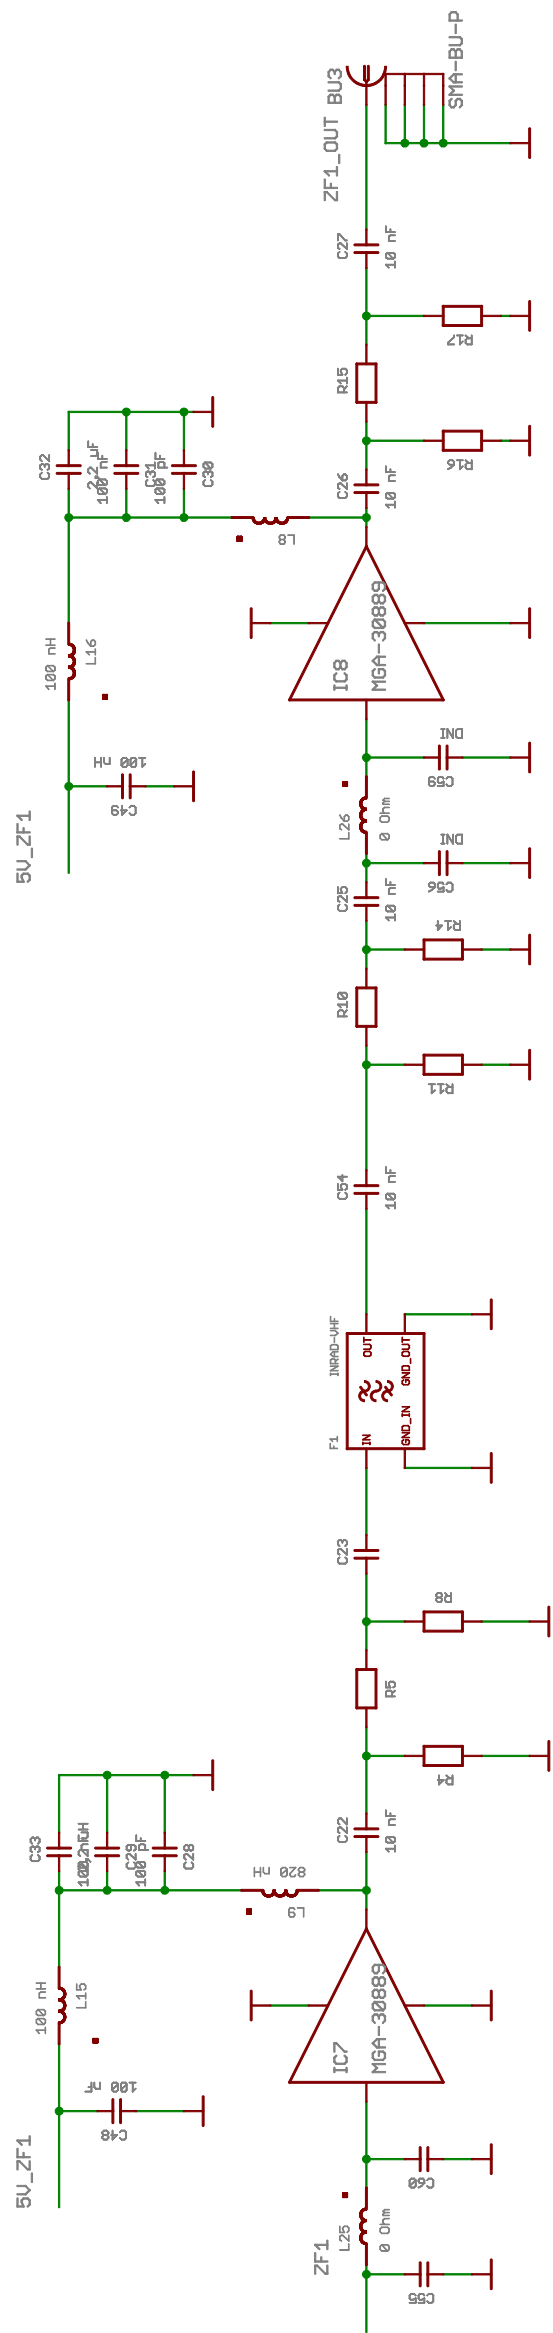 SMA-BU-P
ZF1_OUT BU3
C27
10 nF
R17
R15
R16
C32
2.2 µF
100 nF
C31
100 pF
C30
C26
10 nF
L8
100 nH
L16
IC8
MGA-30889
100 nH
C49
5V_ZF1
DNI
C59
L26
0 Ohm
DNI
C56
C25
10 nF
R14
R10
R11
C54
10 nF
INRAD-VHF
F1
OUT
GND_OUT
IN
GND_IN
C23
R8
R5
R4
C22
10 nF
C33
C29
100 pF
C28
820 nH
L9
100 nH
L15
IC7
MGA-30889
100 nF
C48
5V_ZF1
C60
ZF1
L25
0 Ohm
C55